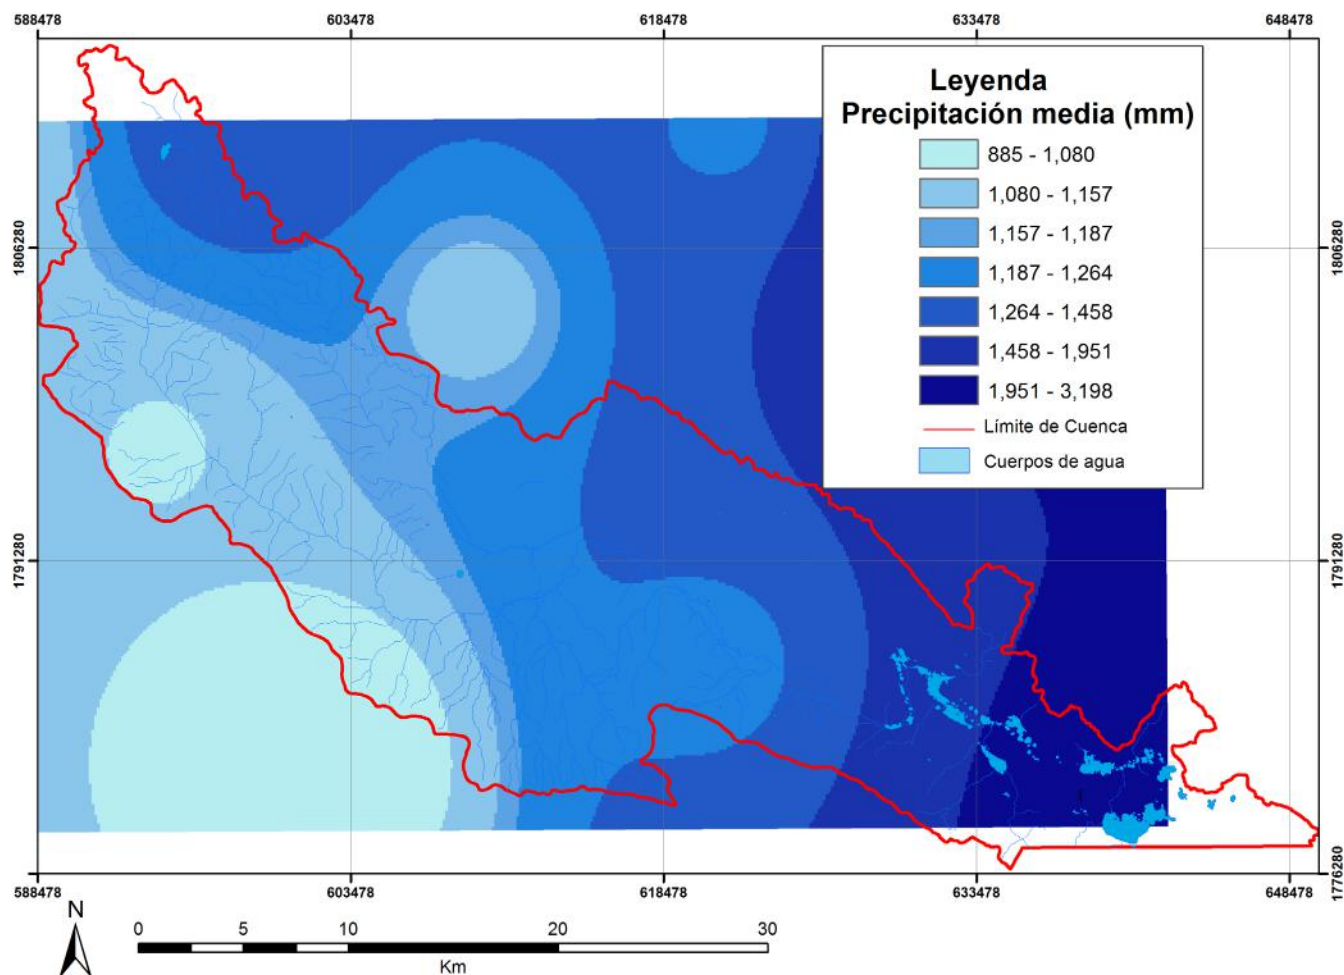 588478 603478 618478 633478 648478
Leyenda
Precipitación media (mm)
885 - 1,080
1,080 - 1,157
1,157 - 1,187
1,187 - 1,264
1,264 - 1,458
1,458 - 1,951
1,951 - 3,198
Límite de Cuenca
Cuerpos de agua
1806280 1806280
1791280 1791280
1776280
588478 603478 618478 633478 648478
N
0 5 10 20 30
Km